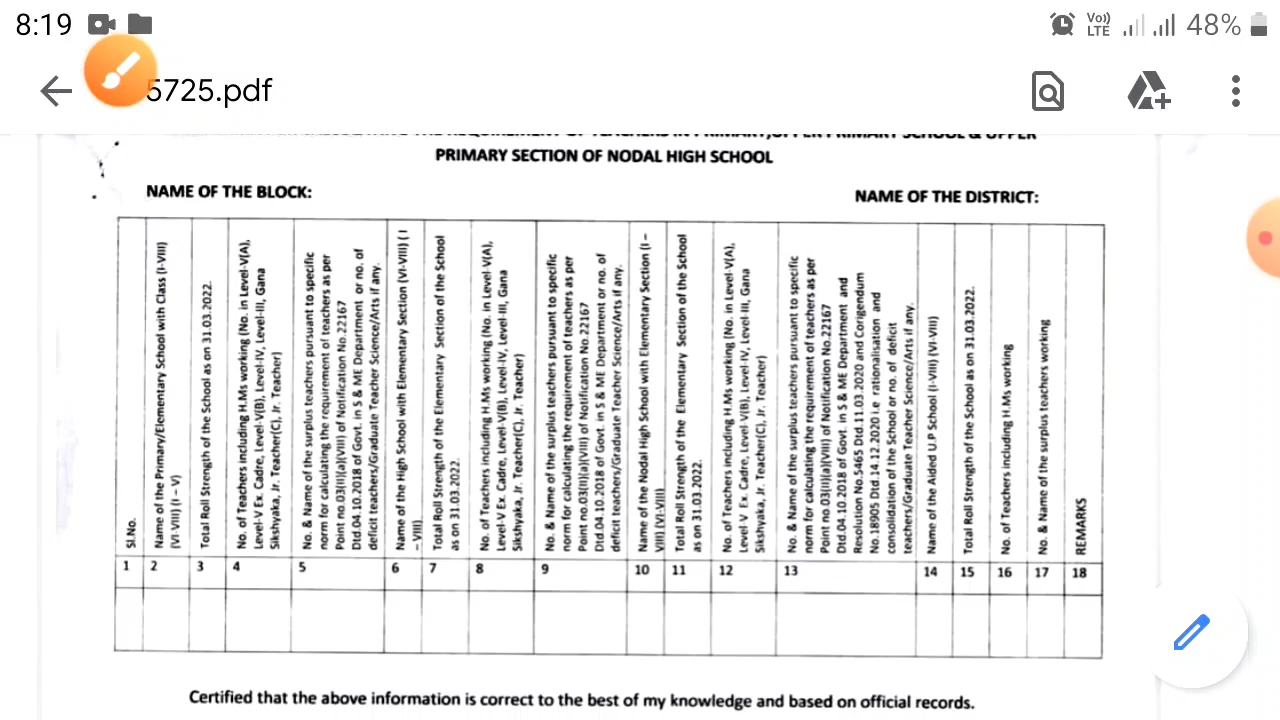 8:19
Vo))
LTE
48%
5725.pdf
PRIMARY SECTION OF NODAL HIGH SCHOOL
NAME OF THE BLOCK:
NAME OF THE DISTRICT:
Sl.No.
Name of the Primary/Elementary School with Class (I-VIII)
(VI-VIII) (I – V)
Total Roll Strength of the School as on 31.03.2022.
No. of Teachers including H.Ms working (No. in Level-V(A),
Level-V Ex. Cadre, Level-V(B), Level-IV, Level-III, Gana
Sikshyaka, Jr. Teacher(C), Jr. Teacher)
No. & Name of the surplus teachers pursuant to specific
norm for calculating the requirement of teachers as per
Point no.03(II)(a)(VIII) of Notification No.22167
Dtd.04.10.2018 of Govt. in S & ME Department or no. of
deficit teachers/Graduate Teacher Science/Arts if any.
Name of the High School with Elementary Section (VI-VIII) ( I
– VIII)
Total Roll Strength of the Elementary Section of the School
as on 31.03.2022.
No. of Teachers including H.Ms working (No. in Level-V(A),
Level-V Ex. Cadre, Level-V(B), Level-IV, Level-III, Gana
Sikshyaka, Jr. Teacher(C), Jr. Teacher)
No. & Name of the surplus teachers pursuant to specific
norm for calculating the requirement of teachers as per
Point no.03(II)(a)(VIII) of Notification No.22167
Dtd.04.10.2018 of Govt. in S & ME Department or no. of
deficit teachers/Graduate Teacher Science/Arts if any.
Name of the Nodal High School with Elementary Section (I –
VIII) (VI-VIII)
Total Roll Strength of the Elementary Section of the School
as on 31.03.2022.
No. of Teachers including H.Ms working (No. in Level-V(A),
Level-V Ex. Cadre, Level-V(B), Level-IV, Level-III, Gana
Sikshyaka, Jr. Teacher(C), Jr. Teacher)
No. & Name of the surplus teachers pursuant to specific
norm for calculating the requirement of teachers as per
Point no.03(II)(a)(VIII) of Notification No.22167
Dtd.04.10.2018 of Govt. in S & ME Department and
Resolution No.5465 Dtd.11.03.2020 and Corigendum
No.18905 Dtd.14.12.2020 i.e rationalisation and
consolidation of the School or no. of deficit
teachers/Graduate Teacher Science/Arts if any.
Name of the Aided U.P School (I-VIII) (VI-VIII)
Total Roll Strength of the School as on 31.03.2022.
No. of Teachers including H.Ms working
No. & Name of the surplus teachers working
REMARKS
1 2 3 4 5 6 7 8 9 10 11 12 13 14 15 16 17 18
Certified that the above information is correct to the best of my knowledge and based on official records.